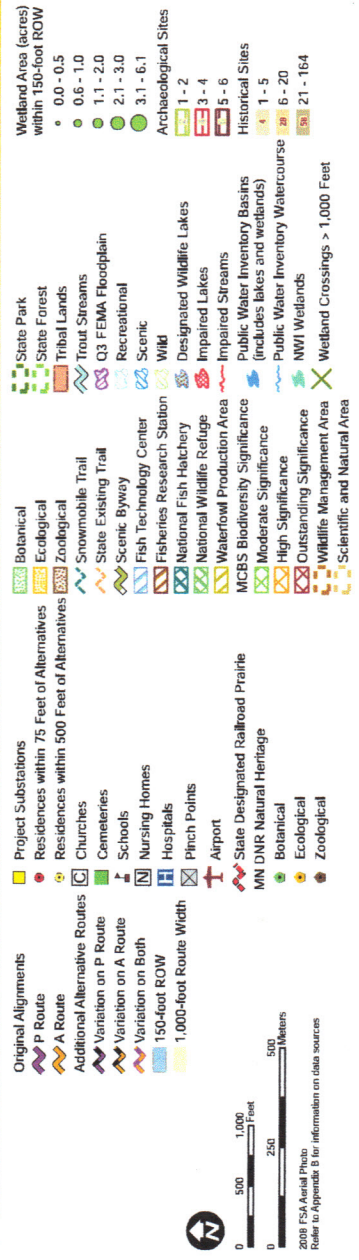 Original Alignments
P Route
A Route
Additional Alternative Routes
Variation on P Route
Variation on A Route
Variation on Both
150-foot ROW
1,000-foot Route Width
N
0 500 1,000
Feet
0 250 500
Meters
2008 FSA Aerial Photo
Refer to Appendix B for information on data sources
Project Substations
Residences within 75 Feet of Alternatives
Residences within 500 Feet of Alternatives
C Churches
Cemeteries
Schools
N Nursing Homes
H Hospitals
Pinch Points
Airport
State Designated Railroad Prairie
MN DNR Natural Heritage
Botanical
Ecological
Zoological
Botanical
Ecological
Zoological
Snowmobile Trail
State Existing Trail
Scenic Byway
Fish Technology Center
Fisheries Research Station
National Fish Hatchery
National Wildlife Refuge
Waterfowl Production Area
MCBS Biodiversity Significance
Moderate Significance
High Significance
Outstanding Significance
Wildlife Management Area
Scientific and Natural Area
State Park
State Forest
Tribal Lands
Trout Streams
Q3 FEMA Floodplain
Recreational
Scenic
Wild
Designated Wildlife Lakes
Impaired Lakes
Impaired Streams
Public Water Inventory Basins
(includes lakes and wetlands)
Public Water Inventory Watercourse
NWI Wetlands
Wetland Crossings > 1,000 Feet
Wetland Area (acres)
within 150-foot ROW
0.0 - 0.5
0.6 - 1.0
1.1 - 2.0
2.1 - 3.0
3.1 - 6.1
Archaeological Sites
1 - 2
3 - 4
5 - 6
Historical Sites
4 1 - 5
28 6 - 20
58 21 - 164